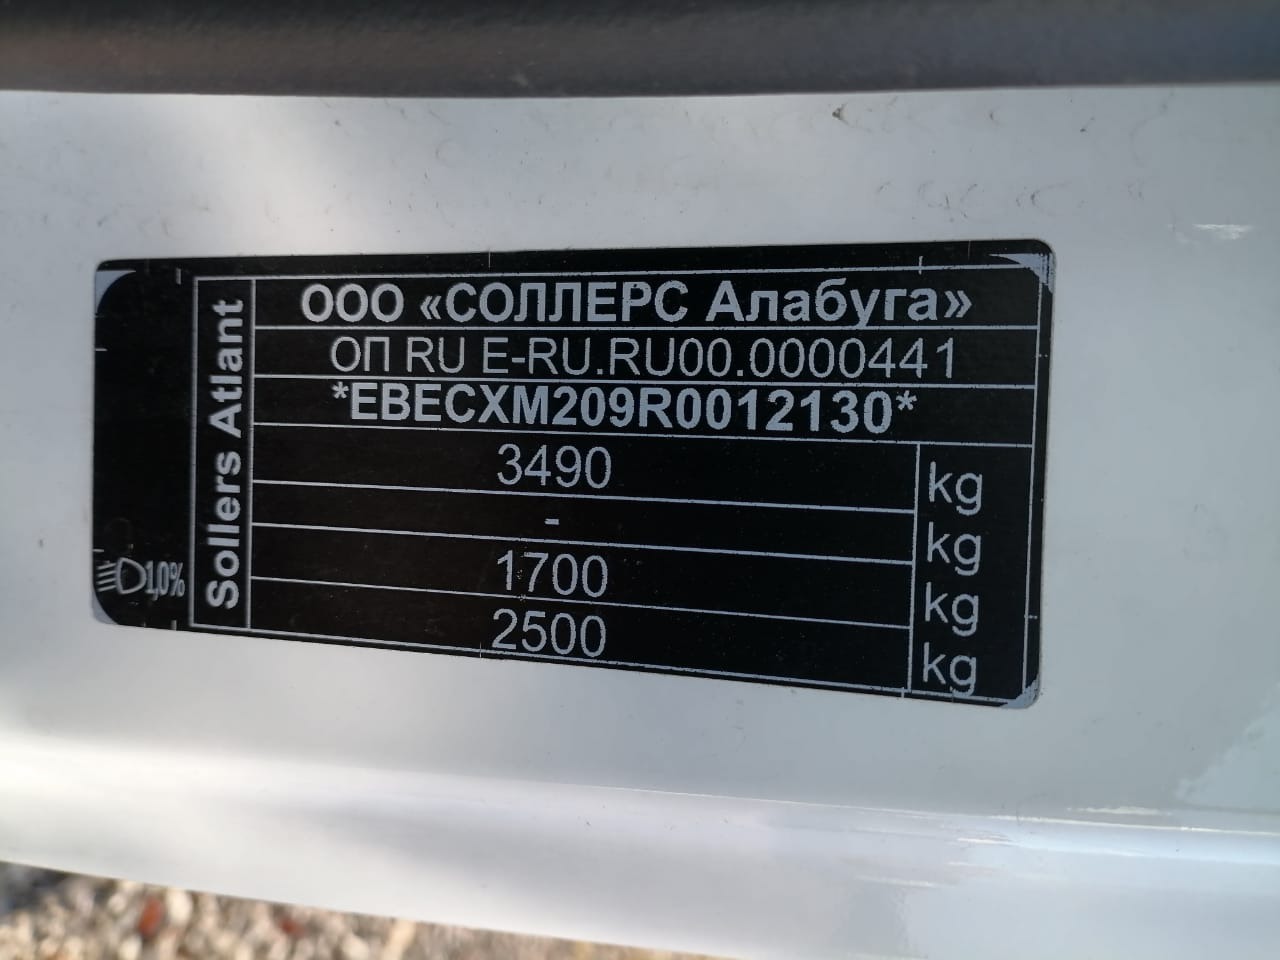 ООО «СОЛЛЕРС Алабуга»
ОП RU E-RU.RU00.0000441
*EBECXM209R0012130*
3490 kg
- kg
1700 kg
2500 kg
Sollers Atlant
1,0%